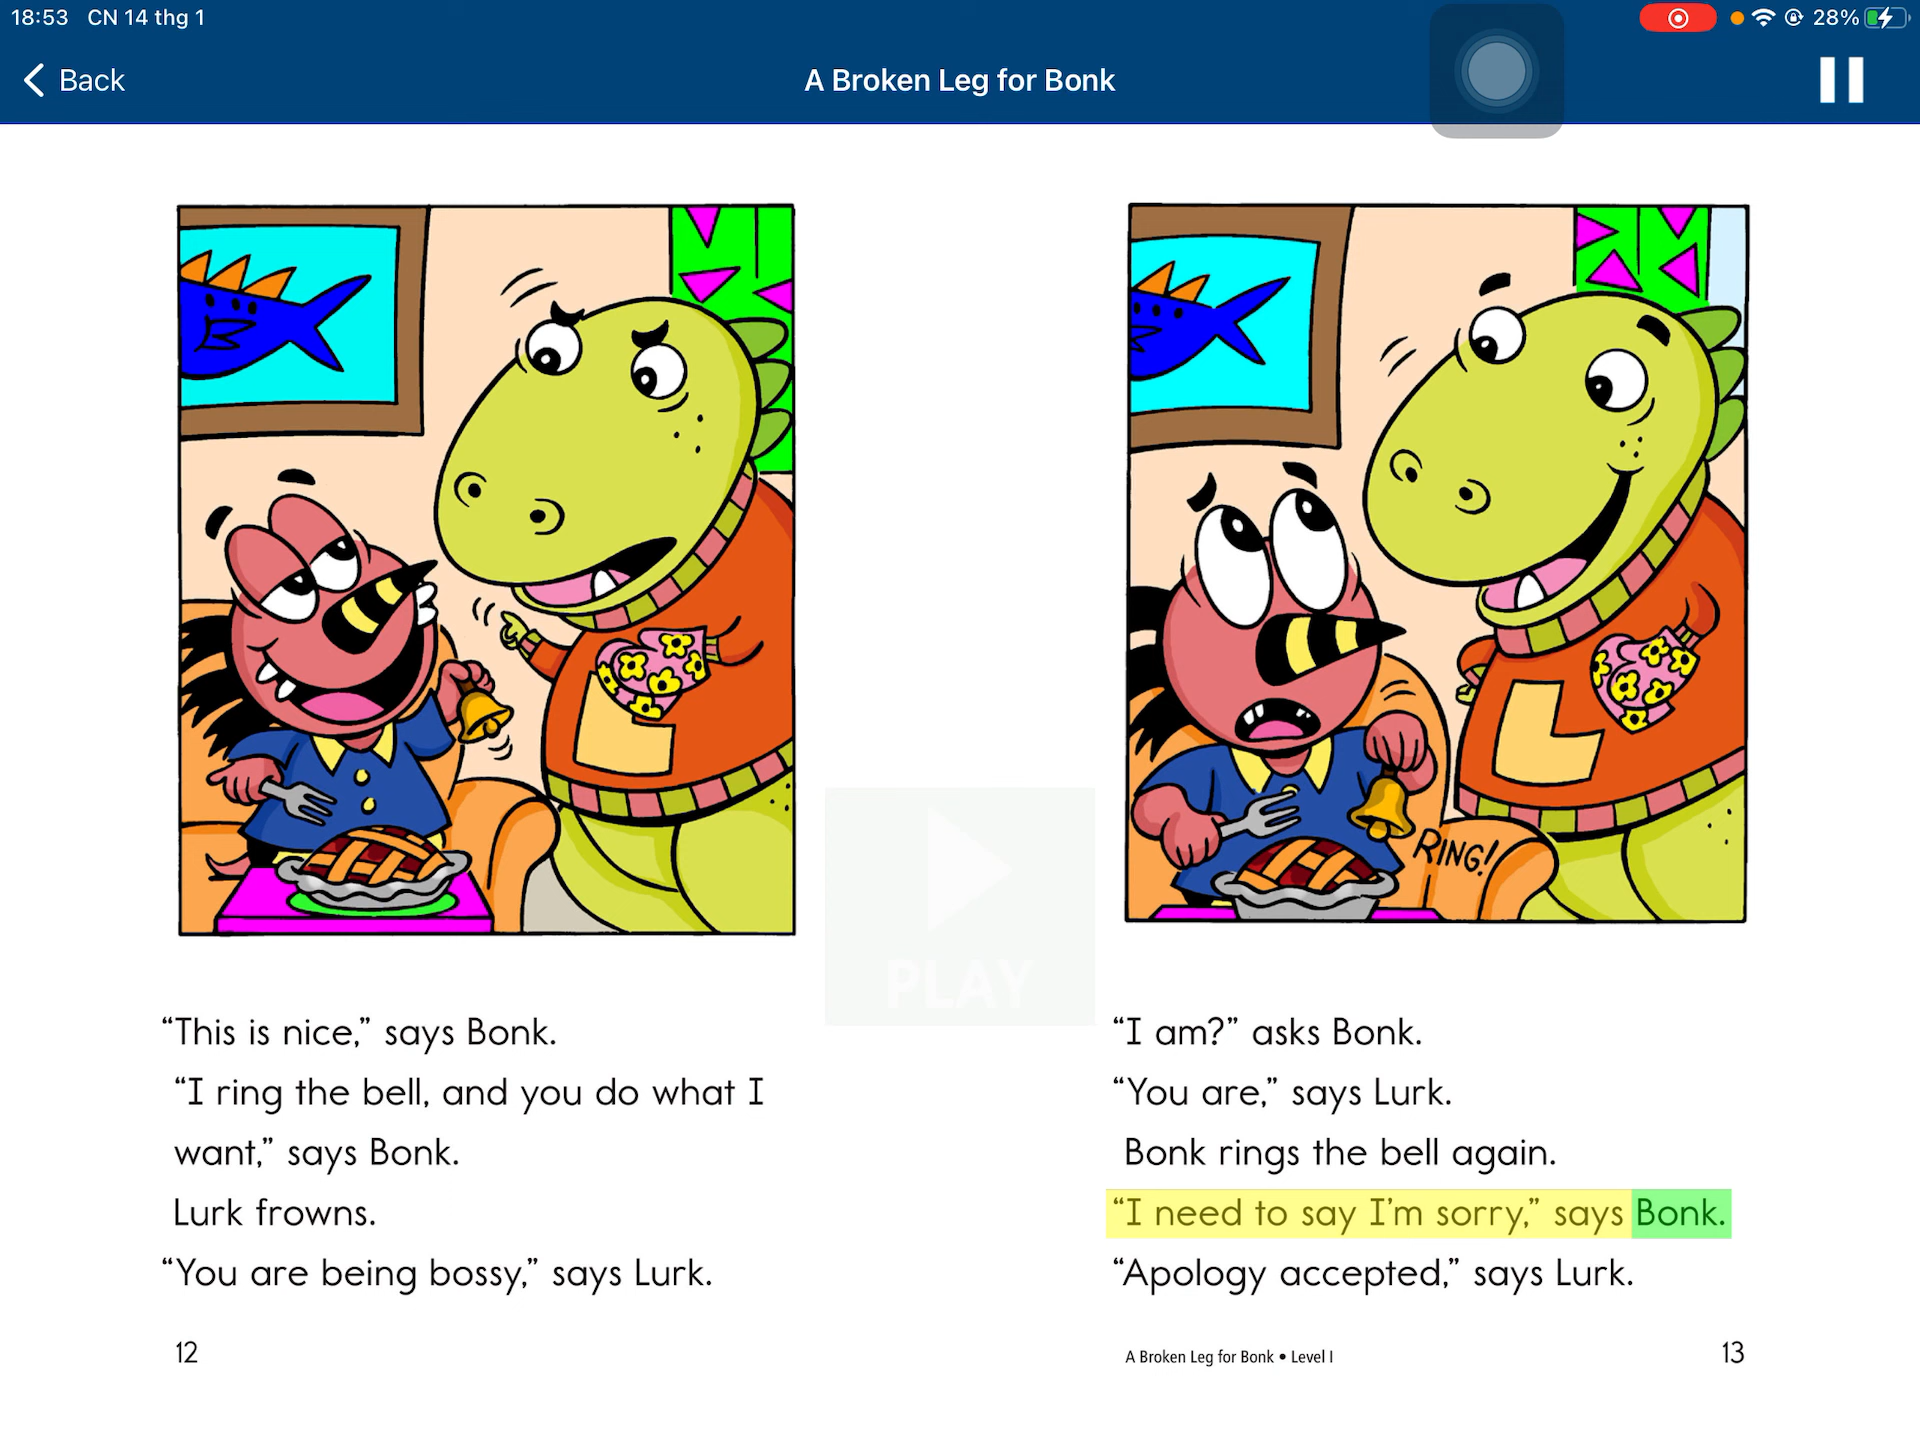 18:53 CN 14 thg 1
28%
Back
A Broken Leg for Bonk
RING!
PLAY
“This is nice,” says Bonk.
“I ring the bell, and you do what I
want,” says Bonk.
Lurk frowns.
“You are being bossy,” says Lurk.
12
“I am?” asks Bonk.
“You are,” says Lurk.
Bonk rings the bell again.
“I need to say I’m sorry,” says Bonk.
“Apology accepted,” says Lurk.
A Broken Leg for Bonk • Level I
13
L